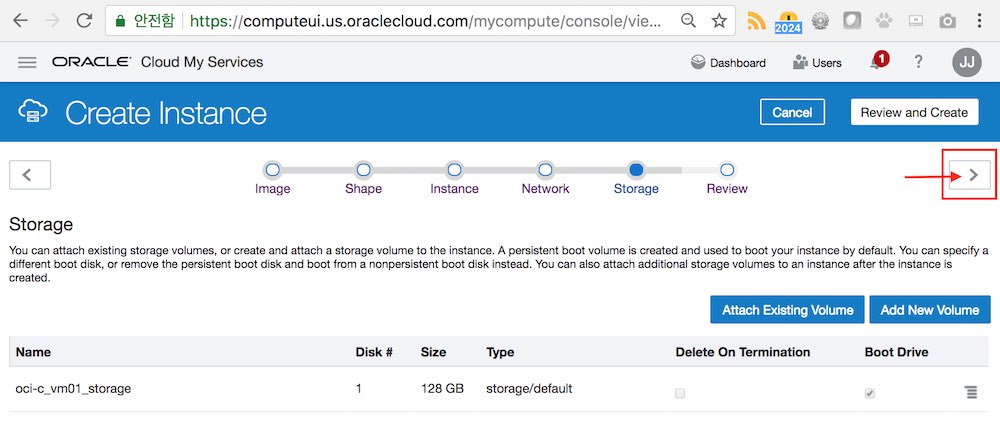 안전함 https://computeui.us.oraclecloud.com/mycompute/console/vie...
2024
ORACLE Cloud My Services
Dashboard
Users
1
?
JJ
Create Instance
Cancel
Review and Create
Image
Shape
Instance
Network
Storage
Review
Storage
You can attach existing storage volumes, or create and attach a storage volume to the instance. A persistent boot volume is created and used to boot your instance by default. You can specify a
different boot disk, or remove the persistent boot disk and boot from a nonpersistent boot disk instead. You can also attach additional storage volumes to an instance after the instance is
created.
Attach Existing Volume
Add New Volume
Name Disk # Size Type Delete On Termination Boot Drive
oci-c_vm01_storage 1 128 GB storage/default